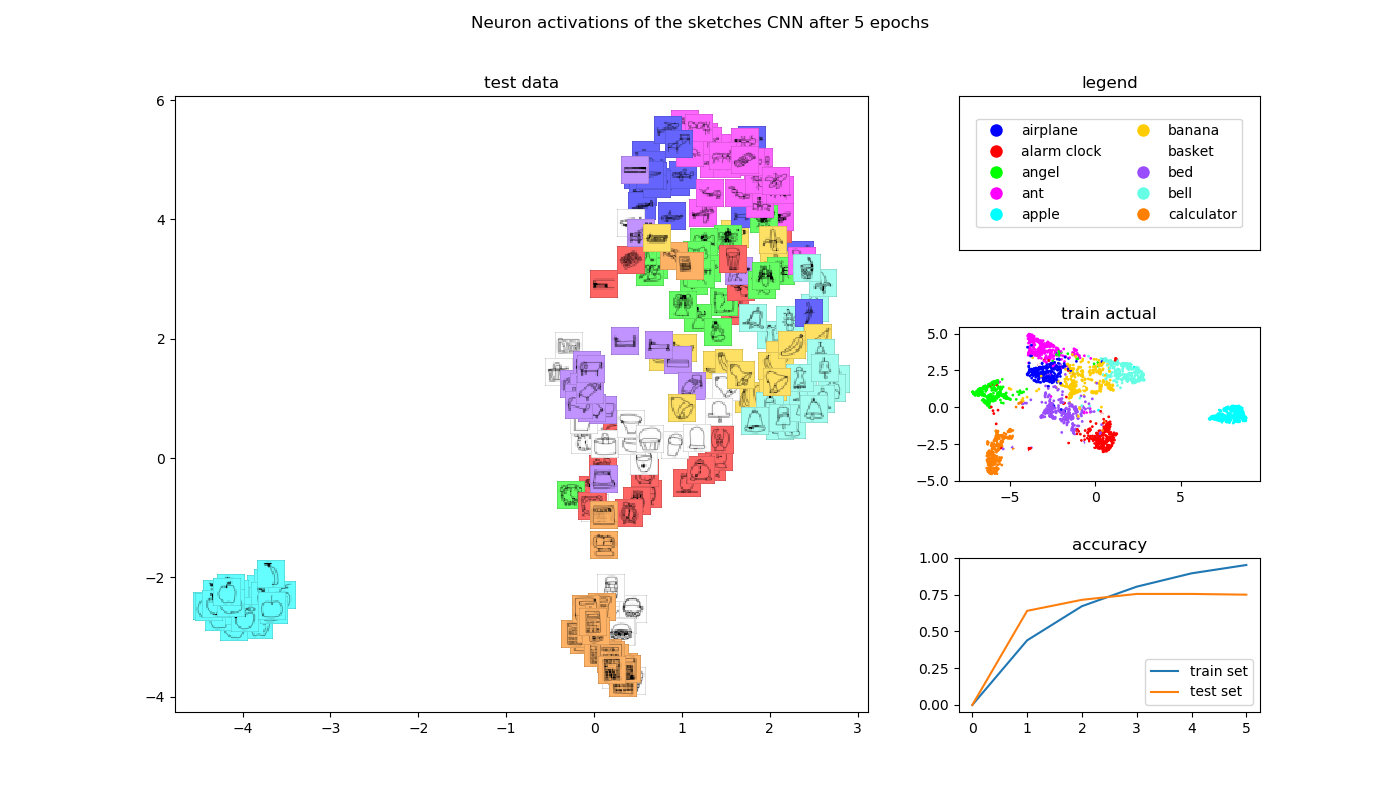 Neuron activations of the sketches CNN after 5 epochs
test data
6
4
2
0
−2
−4
−4
−3
−2
−1
0
1
2
3
legend
airplane
alarm clock
angel
ant
apple
banana
basket
bed
bell
calculator
train actual
5.0
2.5
0.0
−2.5
−5.0
−5
0
5
accuracy
1.00
0.75
0.50
0.25
0.00
train set
test set
0
1
2
3
4
5